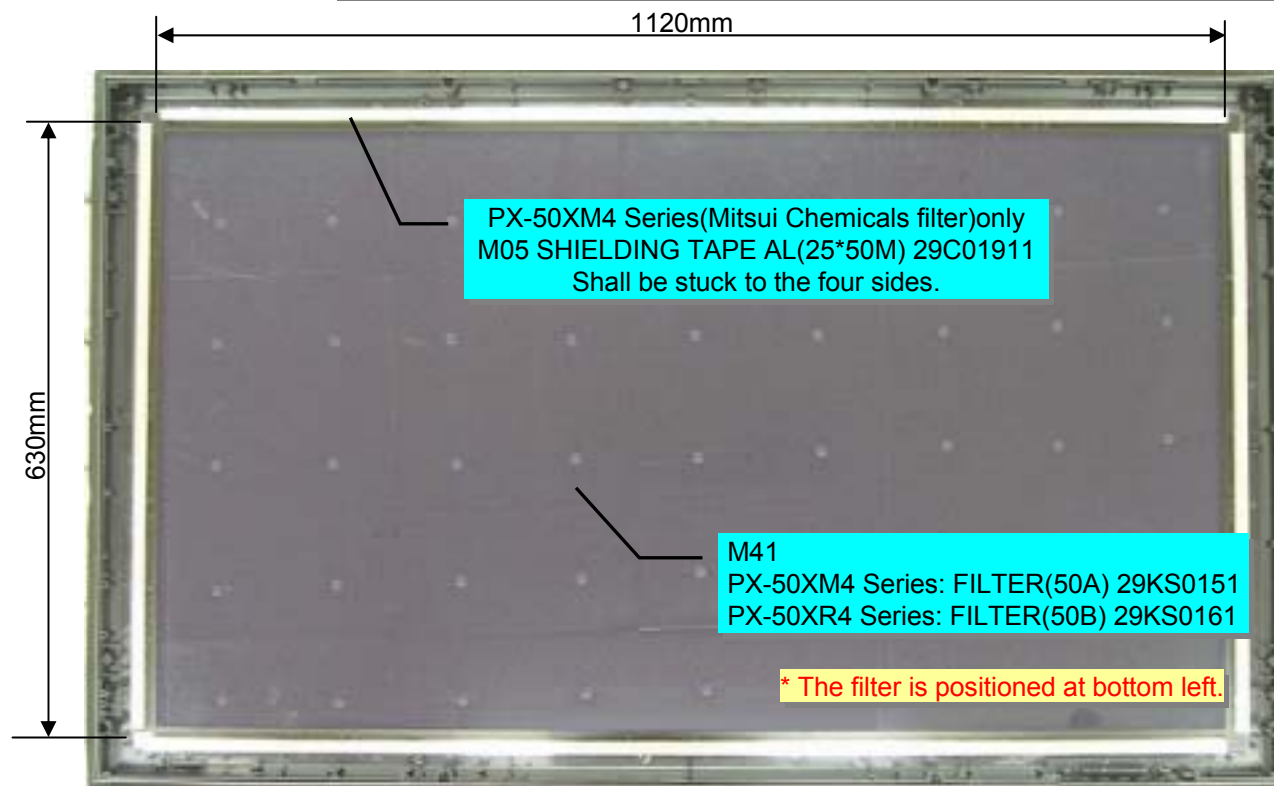 1120mm
PX-50XM4 Series(Mitsui Chemicals filter)only
M05 SHIELDING TAPE AL(25*50M) 29C01911
Shall be stuck to the four sides.
630mm
M41
PX-50XM4 Series: FILTER(50A) 29KS0151
PX-50XR4 Series: FILTER(50B) 29KS0161
* The filter is positioned at bottom left.